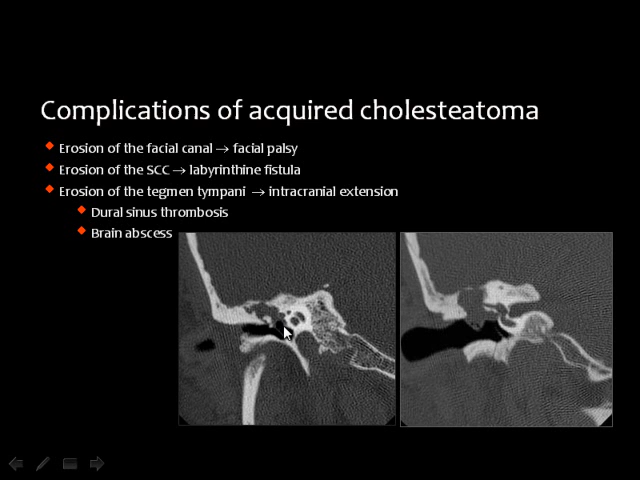 Complications of acquired cholesteatoma
Erosion of the facial canal → facial palsy
Erosion of the SCC → labyrinthine fistula
Erosion of the tegmen tympani → intracranial extension
Dural sinus thrombosis
Brain abscess